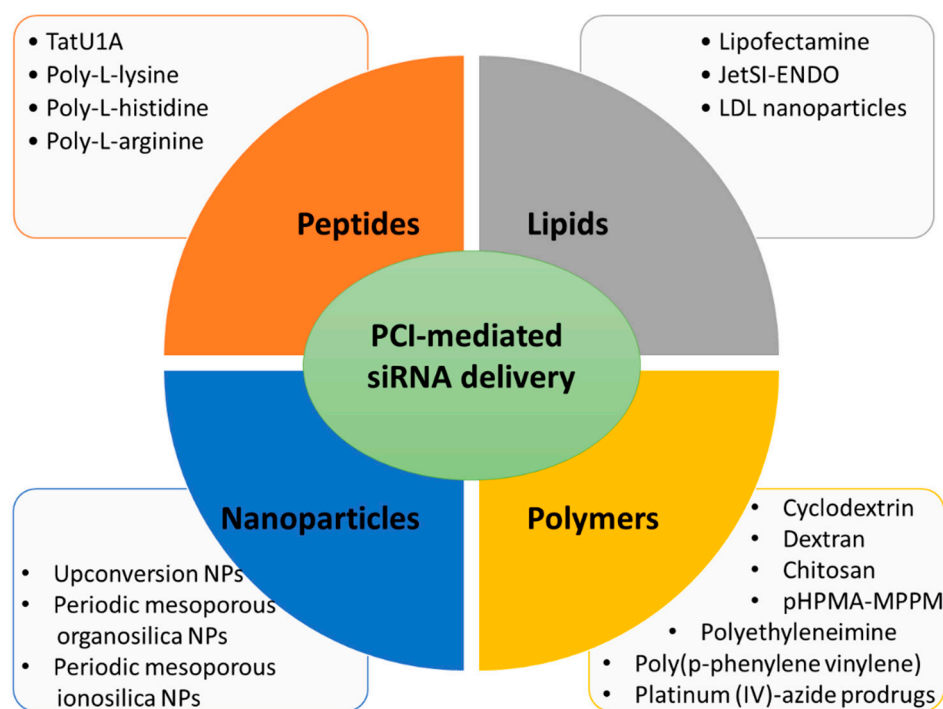 • TatU1A
• Poly-L-lysine
• Poly-L-histidine
• Poly-L-arginine
• Lipofectamine
• JetSI-ENDO
• LDL nanoparticles
Peptides
Lipids
PCI-mediated
siRNA delivery
Nanoparticles
Polymers
• Upconversion NPs
• Periodic mesoporous
organosilica NPs
• Periodic mesoporous
ionosilica NPs
• Cyclodextrin
• Dextran
• Chitosan
• pHPMA-MPPM
• Polyethyleneimine
• Poly(p-phenylene vinylene)
• Platinum (IV)-azide prodrugs